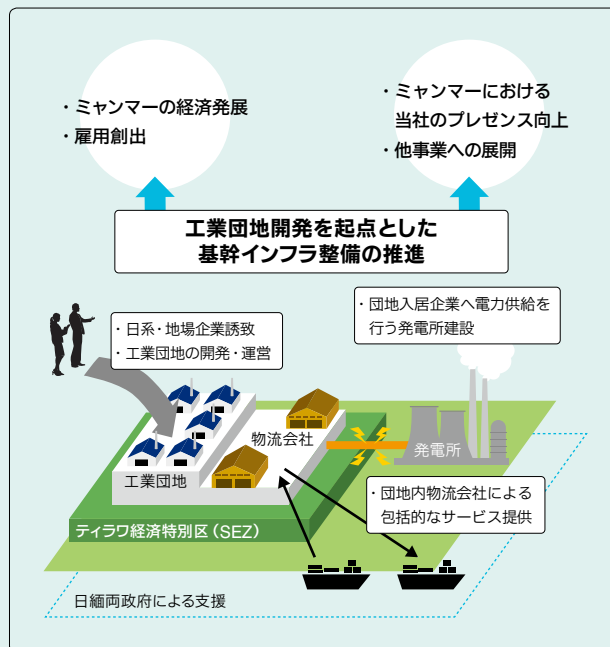 ・ミャンマーの経済発展
・雇用創出
・ミャンマーにおける
当社のプレゼンス向上
・他事業への展開
工業団地開発を起点とした
基幹インフラ整備の推進
・日系・地場企業誘致
・工業団地の開発・運営
・団地入居企業へ電力供給を
行う発電所建設
物流会社
発電所
工業団地
・団地内物流会社による
包括的なサービス提供
ティラワ経済特別区(SEZ)
日緬両政府による支援